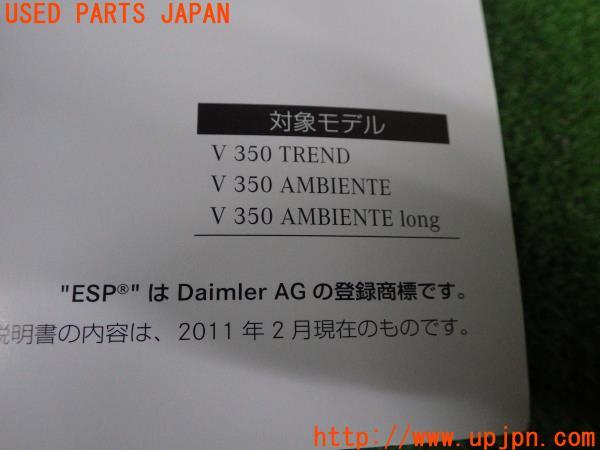 USED PARTS JAPAN
対象モデル
V 350 TREND
V 350 AMBIENTE
V 350 AMBIENTE long
"ESP®" は Daimler AG の登録商標です。
説明書の内容は、2011 年 2 月現在のものです。
http://www.upjpn.com